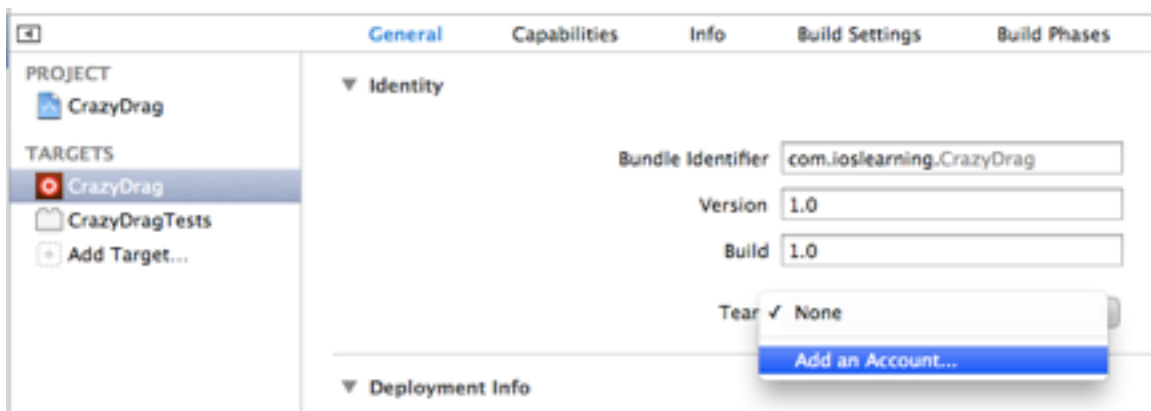 General Capabilities Info Build Settings Build Phases
PROJECT
CrazyDrag
TARGETS
CrazyDrag
CrazyDragTests
Add Target...
Identity
Bundle Identifier com.ioslearning.CrazyDrag
Version 1.0
Build 1.0
Tear ✓ None
Add an Account...
Deployment Info